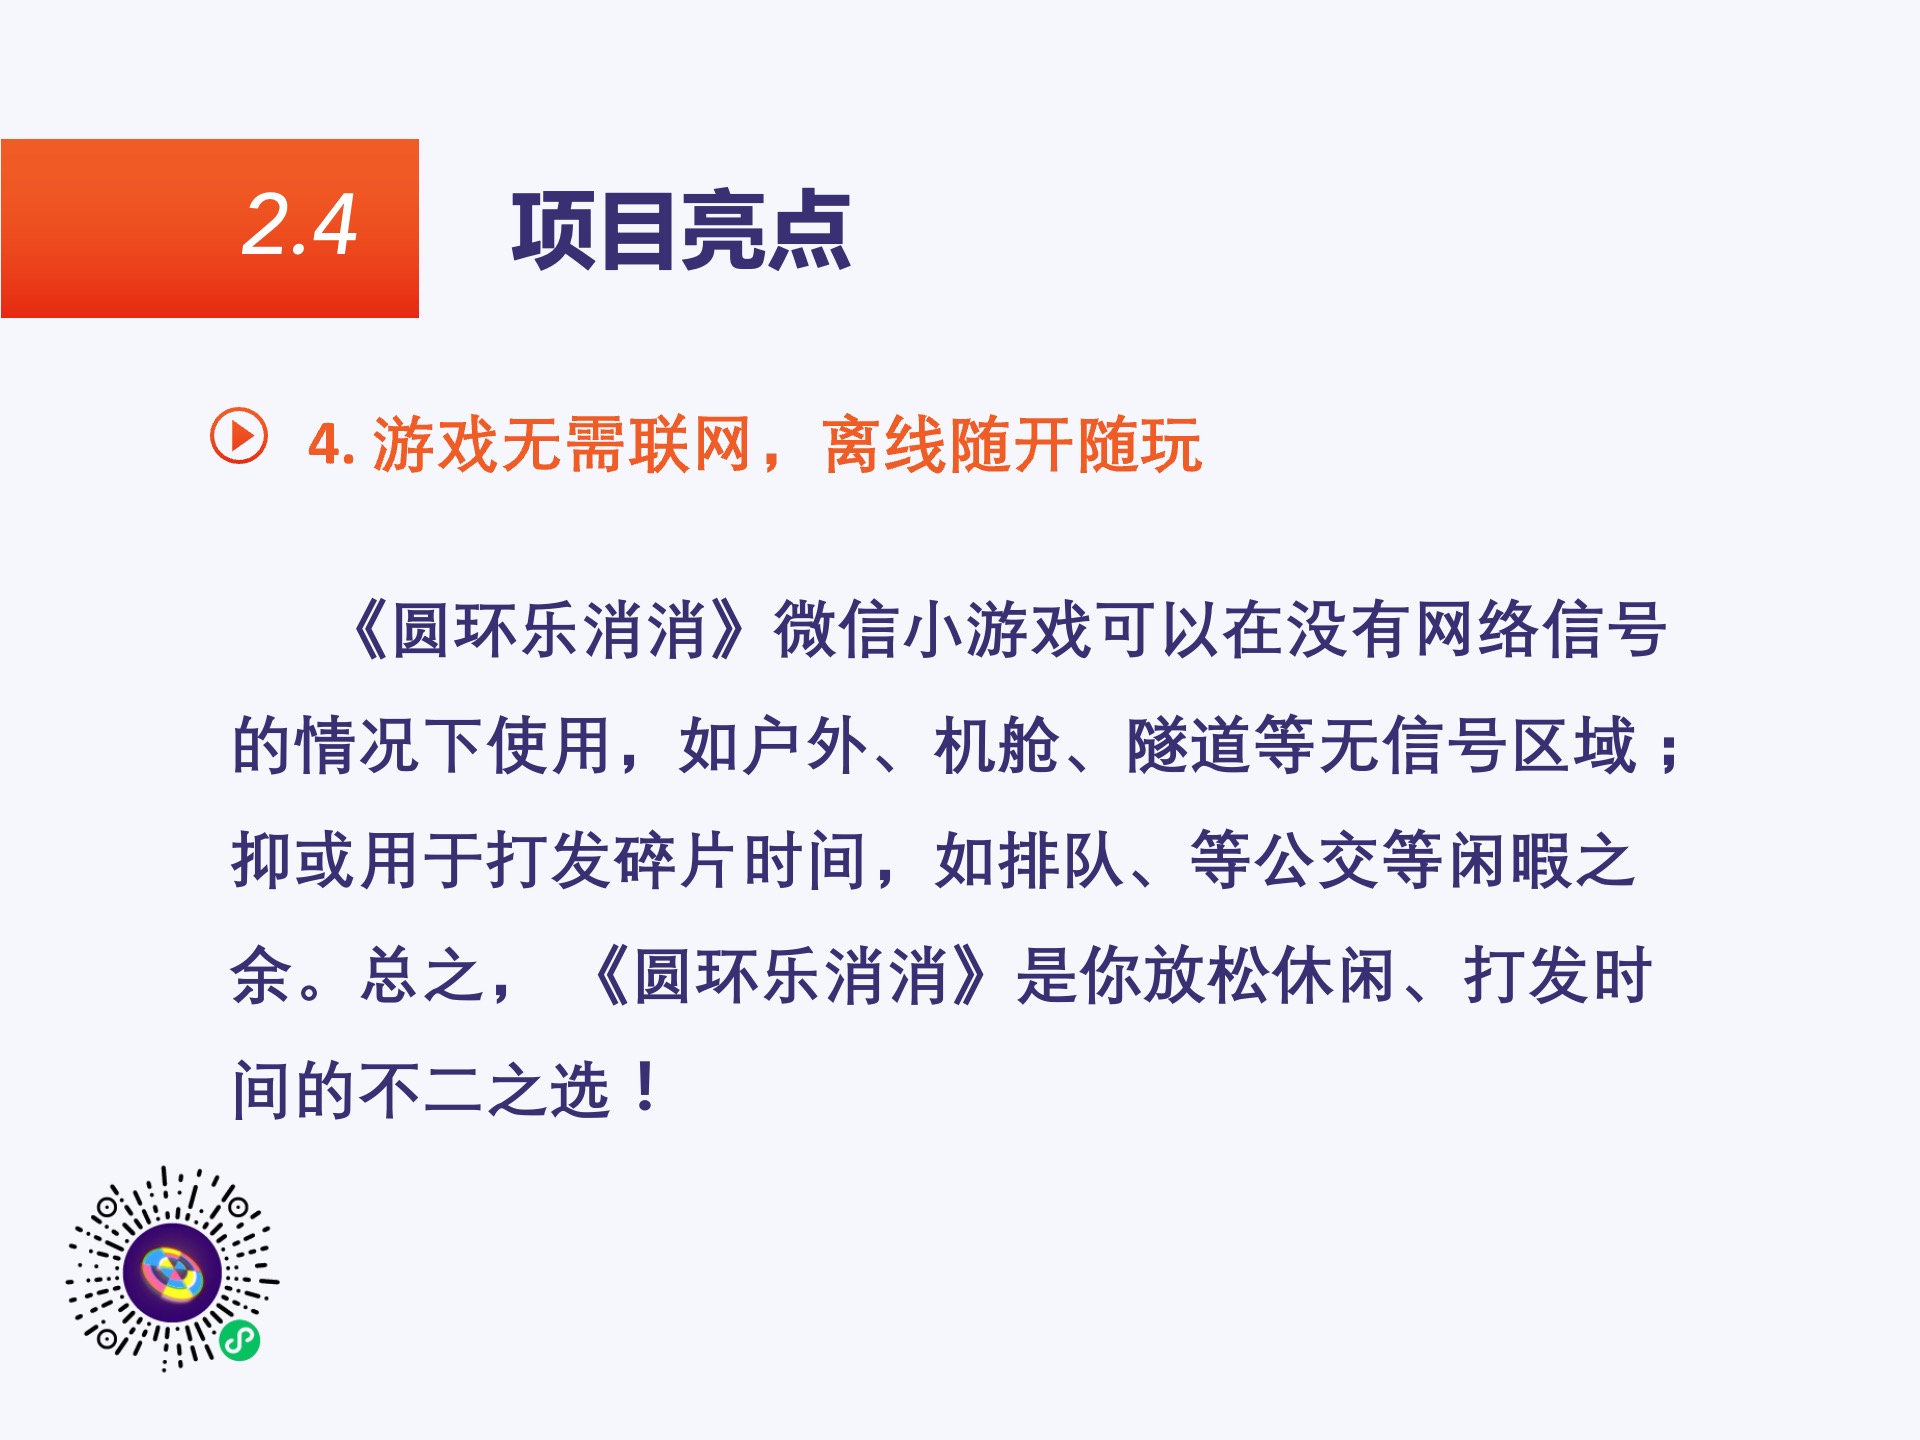 2.4
项目亮点
4. 游戏无需联网，离线随开随玩
《圆环乐消消》微信小游戏可以在没有网络信号
的情况下使用，如户外、机舱、隧道等无信号区域；
抑或用于打发碎片时间，如排队、等公交等闲暇之
余。总之，《圆环乐消消》是你放松休闲、打发时
间的不二之选！